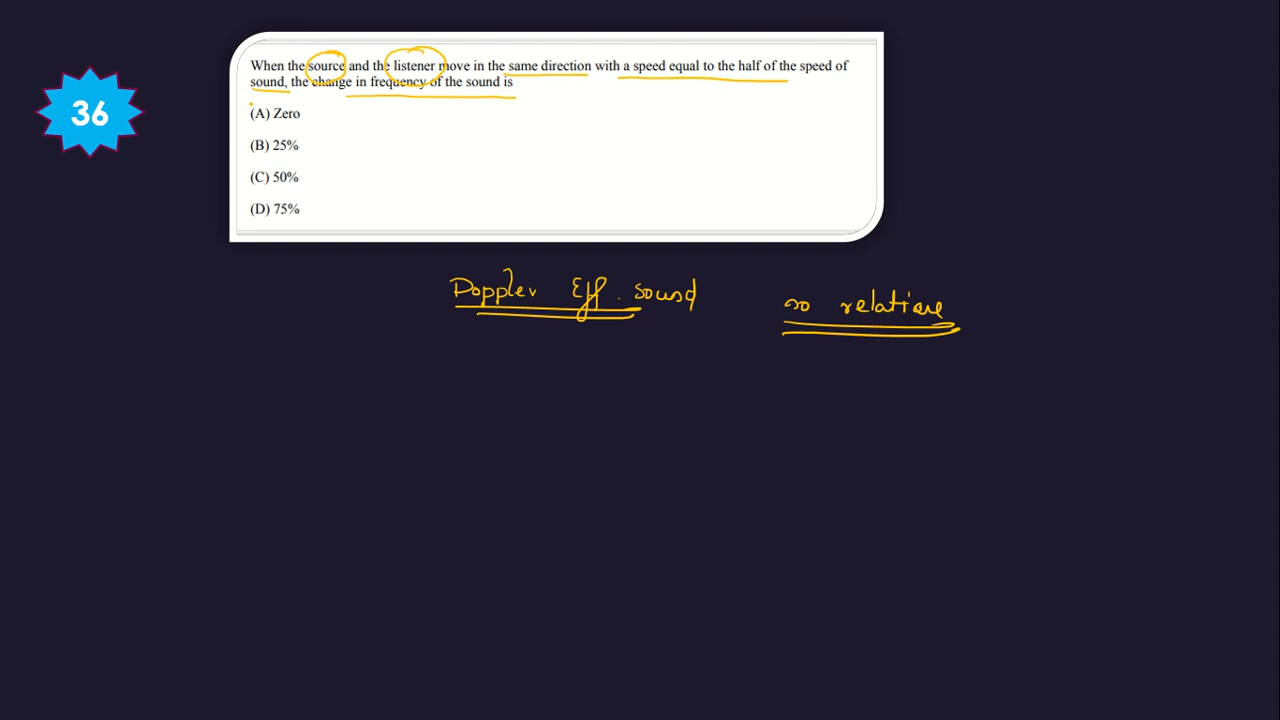 36
When the source and the listener move in the same direction with a speed equal to the half of the speed of
sound, the change in frequency of the sound is
(A) Zero
(B) 25%
(C) 50%
(D) 75%
Doppler Eff. sound
no relative